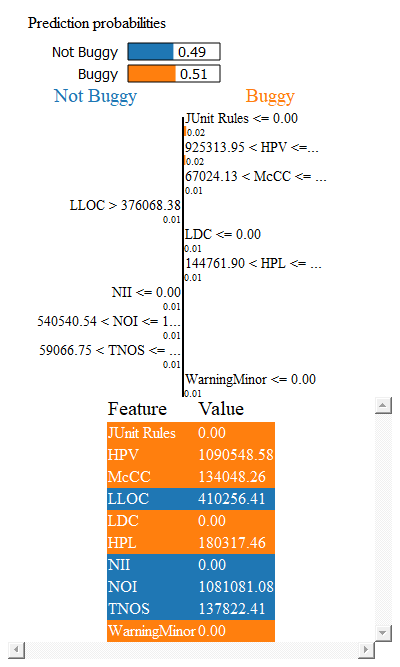 Prediction probabilities
Not Buggy 0.49
Buggy 0.51
Not Buggy Buggy
JUnit Rules <= 0.00
0.02
925313.95 < HPV <=...
0.02
67024.13 < McCC <= ...
0.01
LLOC > 376068.38
0.01
LDC <= 0.00
0.01
144761.90 < HPL <= ...
0.01
NII <= 0.00
0.01
540540.54 < NOI <= 1...
0.01
59066.75 < TNOS <= ...
0.01
WarningMinor <= 0.00
0.01
Feature Value
JUnit Rules 0.00
HPV 1090548.58
McCC 134048.26
LLOC 410256.41
LDC 0.00
HPL 180317.46
NII 0.00
NOI 1081081.08
TNOS 137822.41
WarningMinor 0.00